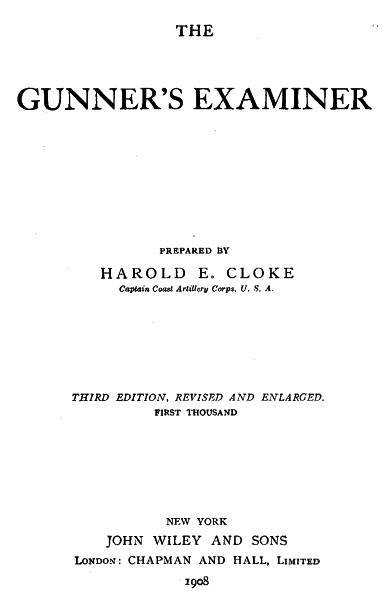 THE
GUNNER'S EXAMINER
PREPARED BY
HAROLD E. CLOKE
Captain Coast Artillery Corps, U. S. A.
THIRD EDITION, REVISED AND ENLARGED.
FIRST THOUSAND
NEW YORK
JOHN WILEY AND SONS
LONDON: CHAPMAN AND HALL, LIMITED
1908